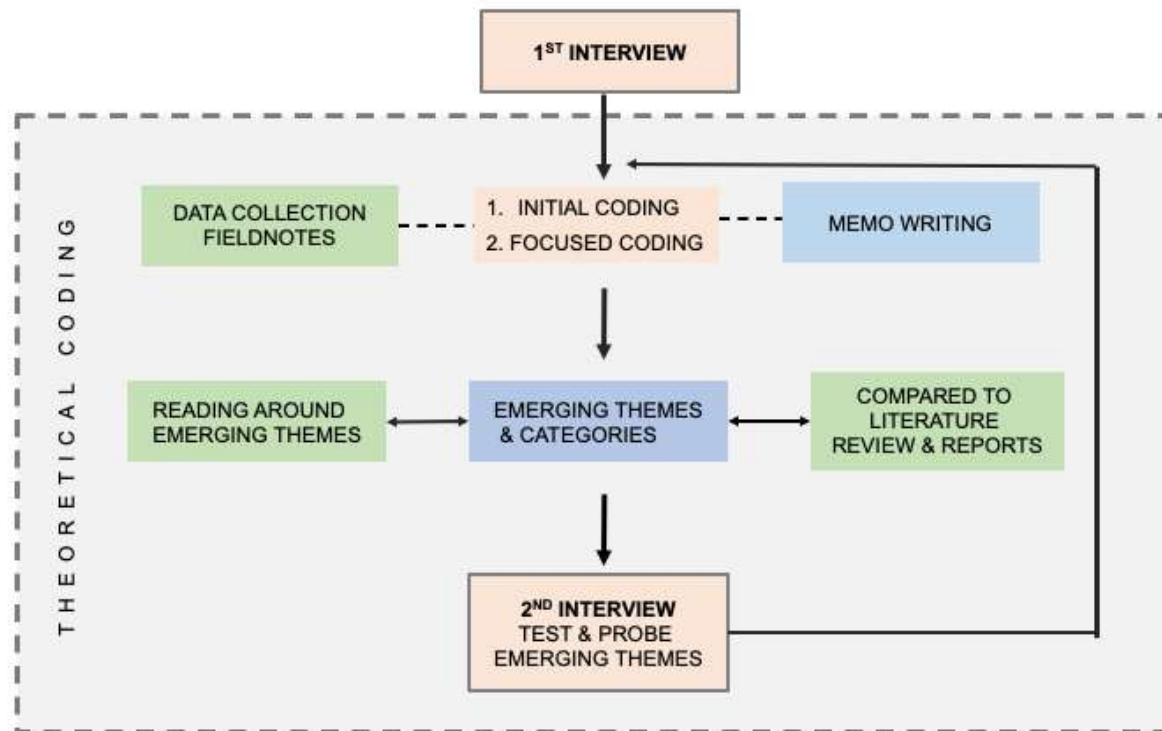 1ST INTERVIEW
THEORETICAL CODING
DATA COLLECTION
FIELDNOTES
1. INITIAL CODING
2. FOCUSED CODING
MEMO WRITING
READING AROUND
EMERGING THEMES
EMERGING THEMES
& CATEGORIES
COMPARED TO
LITERATURE
REVIEW & REPORTS
2ND INTERVIEW
TEST & PROBE
EMERGING THEMES